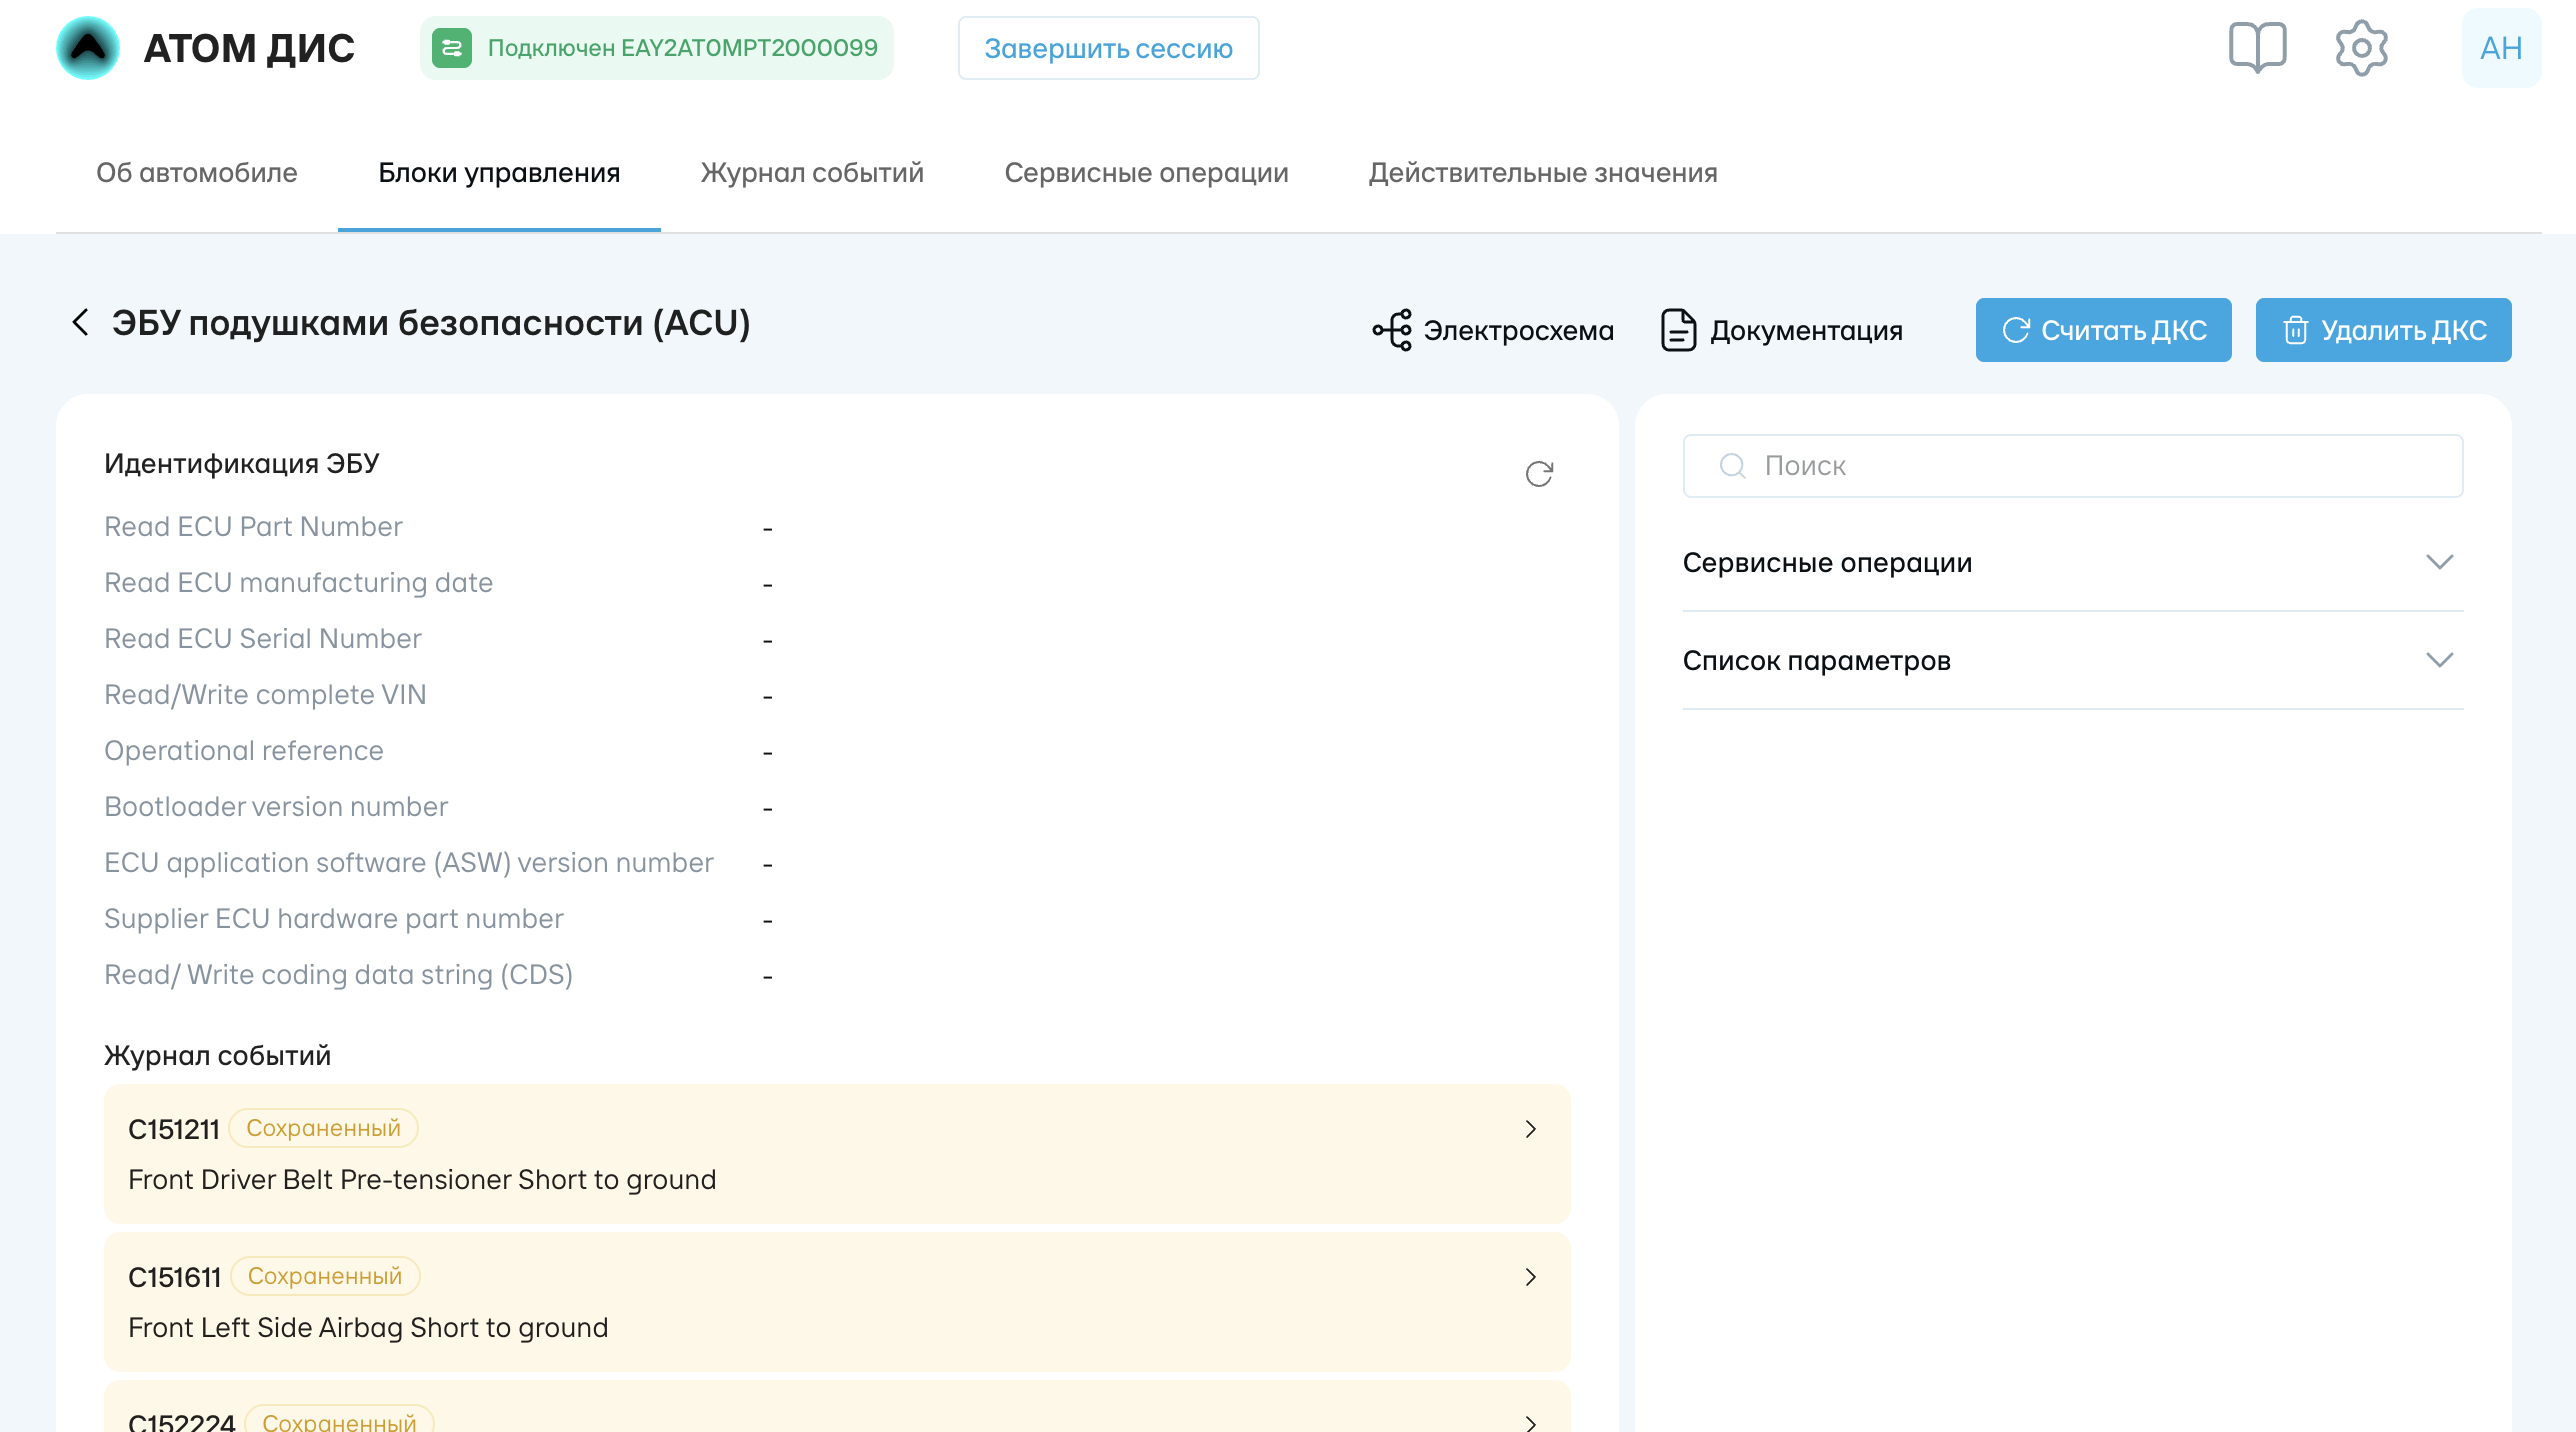 АТОМ ДИС
Подключен EAY2AT0MPT2000099
Завершить сессию
АН
Об автомобиле
Блоки управления
Журнал событий
Сервисные операции
Действительные значения
ЭБУ подушками безопасности (ACU)
Электросхема
Документация
Считать ДКС
Удалить ДКС
Идентификация ЭБУ
Read ECU Part Number -
Read ECU manufacturing date -
Read ECU Serial Number -
Read/Write complete VIN -
Operational reference -
Bootloader version number -
ECU application software (ASW) version number -
Supplier ECU hardware part number -
Read/ Write coding data string (CDS) -
Журнал событий
C151211 Сохраненный
Front Driver Belt Pre-tensioner Short to ground
C151611 Сохраненный
Front Left Side Airbag Short to ground
C152224 Сохраненный
Поиск
Сервисные операции
Список параметров